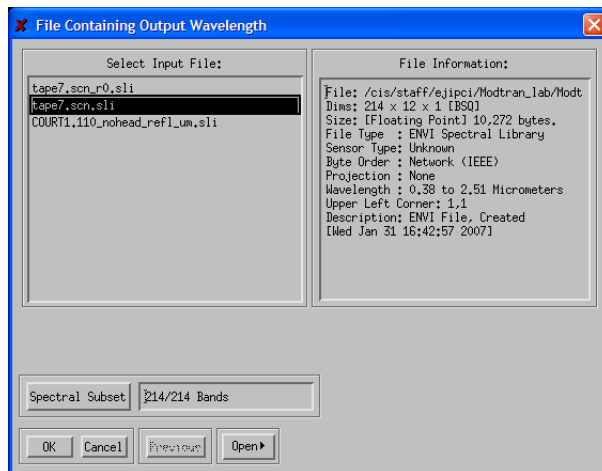 File Containing Output Wavelength
Select Input File:
tape7.scn_r0.sli
tape7.scn.sli
COURT1.110_nohead_refl_um.sli
File Information:
File: /cis/staff/ejipci/Modtran_lab/Modt
Dims: 214 x 12 x 1 [BSQ]
Size: [Floating Point] 10,272 bytes.
File Type : ENVI Spectral Library
Sensor Type: Unknown
Byte Order : Network (IEEE)
Projection : None
Wavelength : 0.38 to 2.51 Micrometers
Upper Left Corner: 1,1
Description: ENVI File, Created
[Wed Jan 31 16:42:57 2007]
Spectral Subset 214/214 Bands
OK Cancel Previous Open